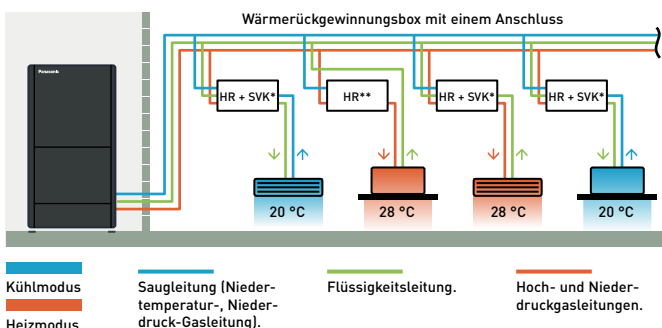 Wärmerückgewinnungsbox mit einem Anschluss
Panasonic
HR + SVK*
HR**
HR + SVK*
HR + SVK*
20 °C
28 °C
28 °C
20 °C
Kühlmodus
Heizmodus
Saugleitung (Nieder-
temperatur-, Nieder-
druck-Gasleitung).
Flüssigkeitsleitung.
Hoch- und Nieder-
druckgasleitungen.